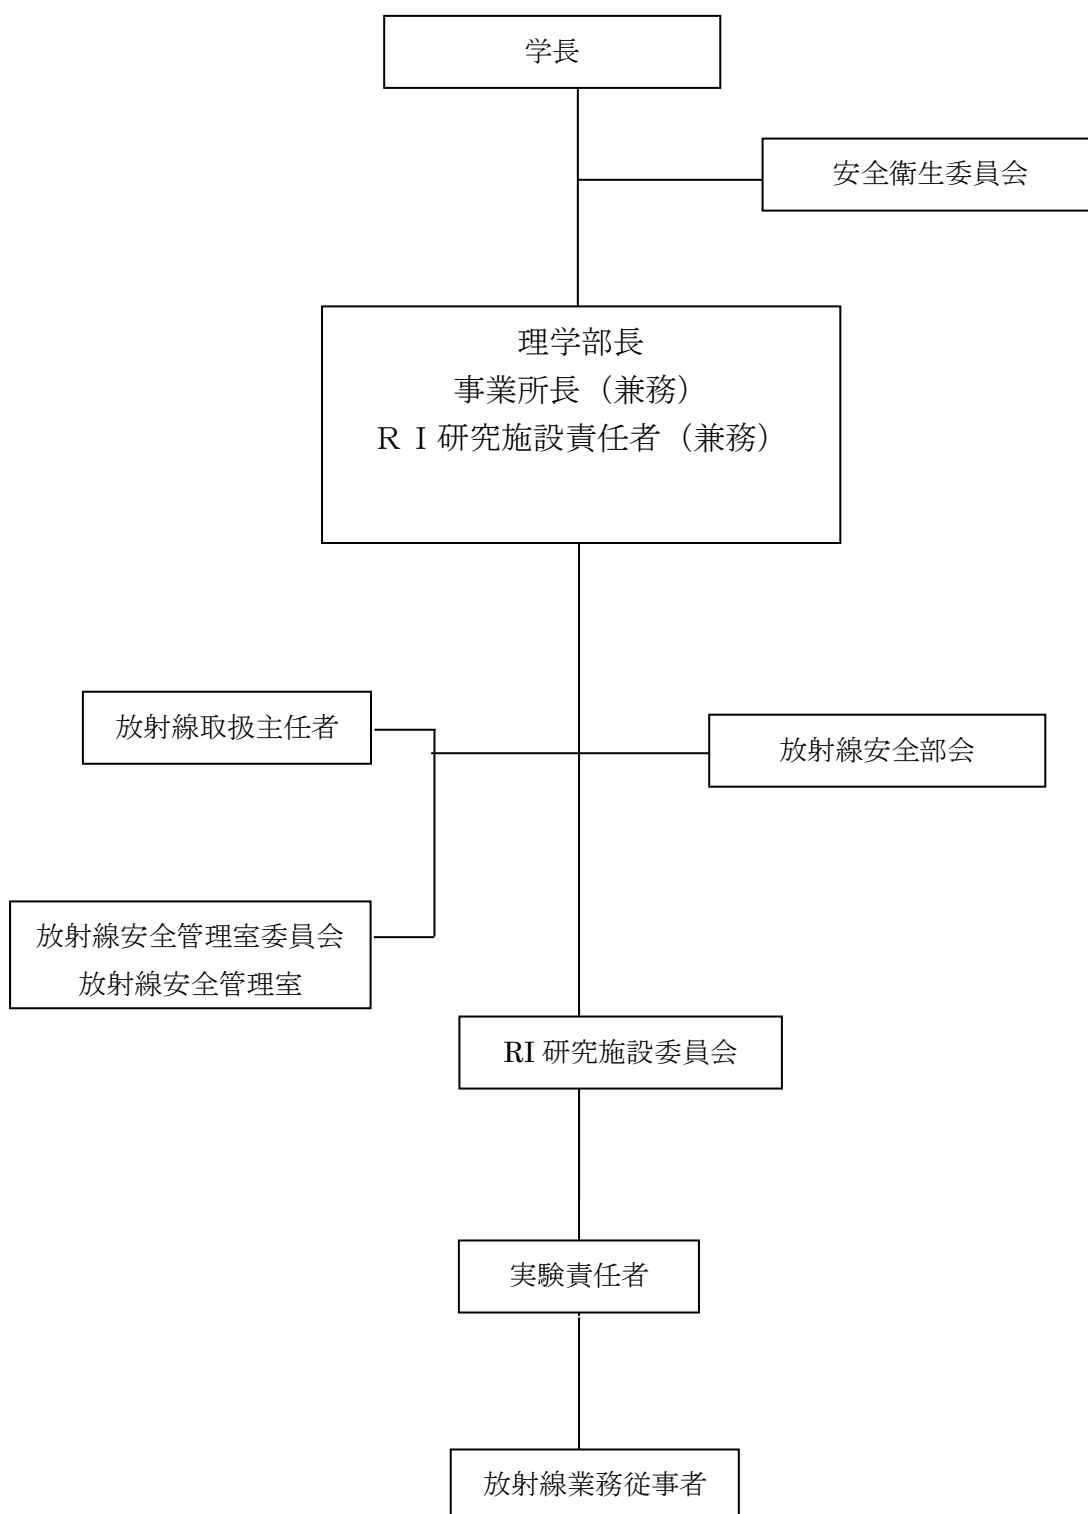 学長
安全衛生委員会
理学部長
事業所長（兼務）
ＲＩ研究施設責任者（兼務）
放射線取扱主任者
放射線安全部会
放射線安全管理室委員会
放射線安全管理室
RI 研究施設委員会
実験責任者
放射線業務従事者